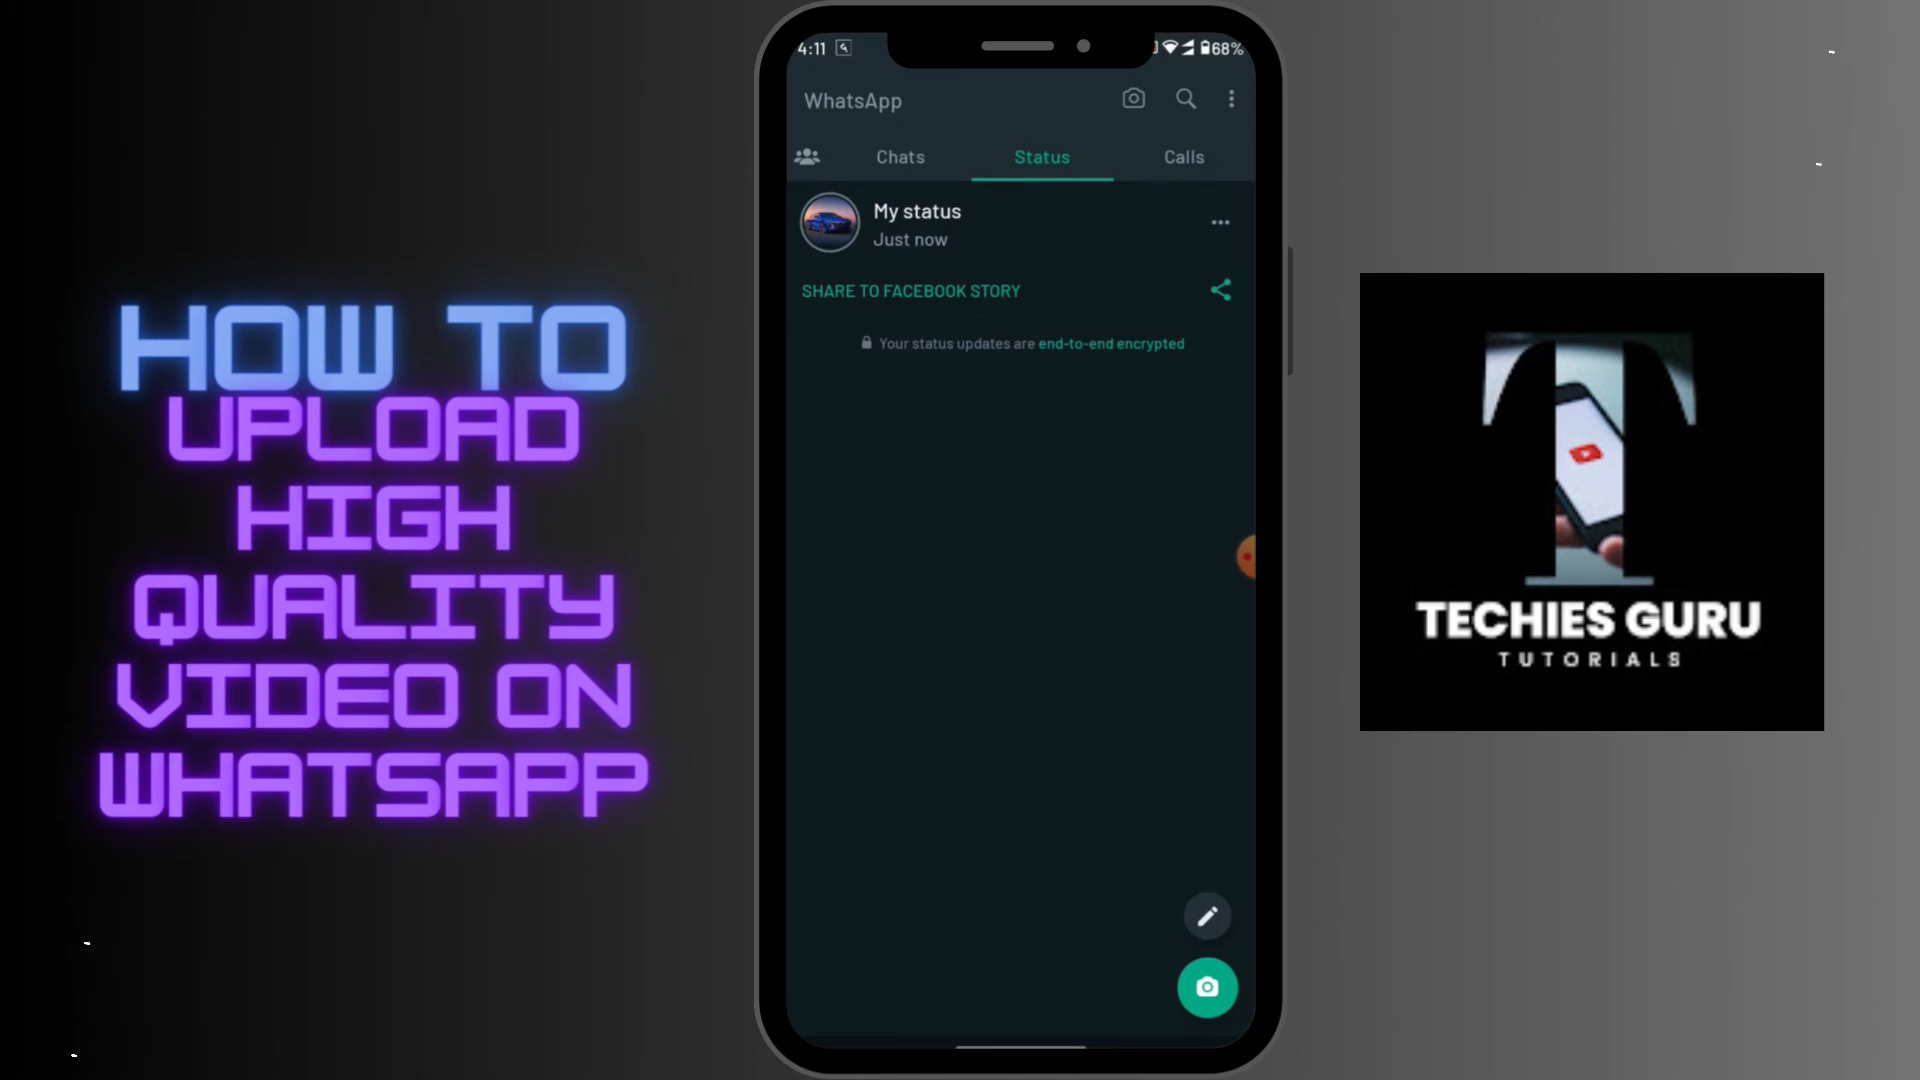 HOW TO
UPLOAD
HIGH
QUALITY
VIDEO ON
WHATSAPP
4:11
68%
WhatsApp
Chats
Status
Calls
My status
Just now
SHARE TO FACEBOOK STORY
Your status updates are end-to-end encrypted
T
TECHIES GURU
TUTORIALS